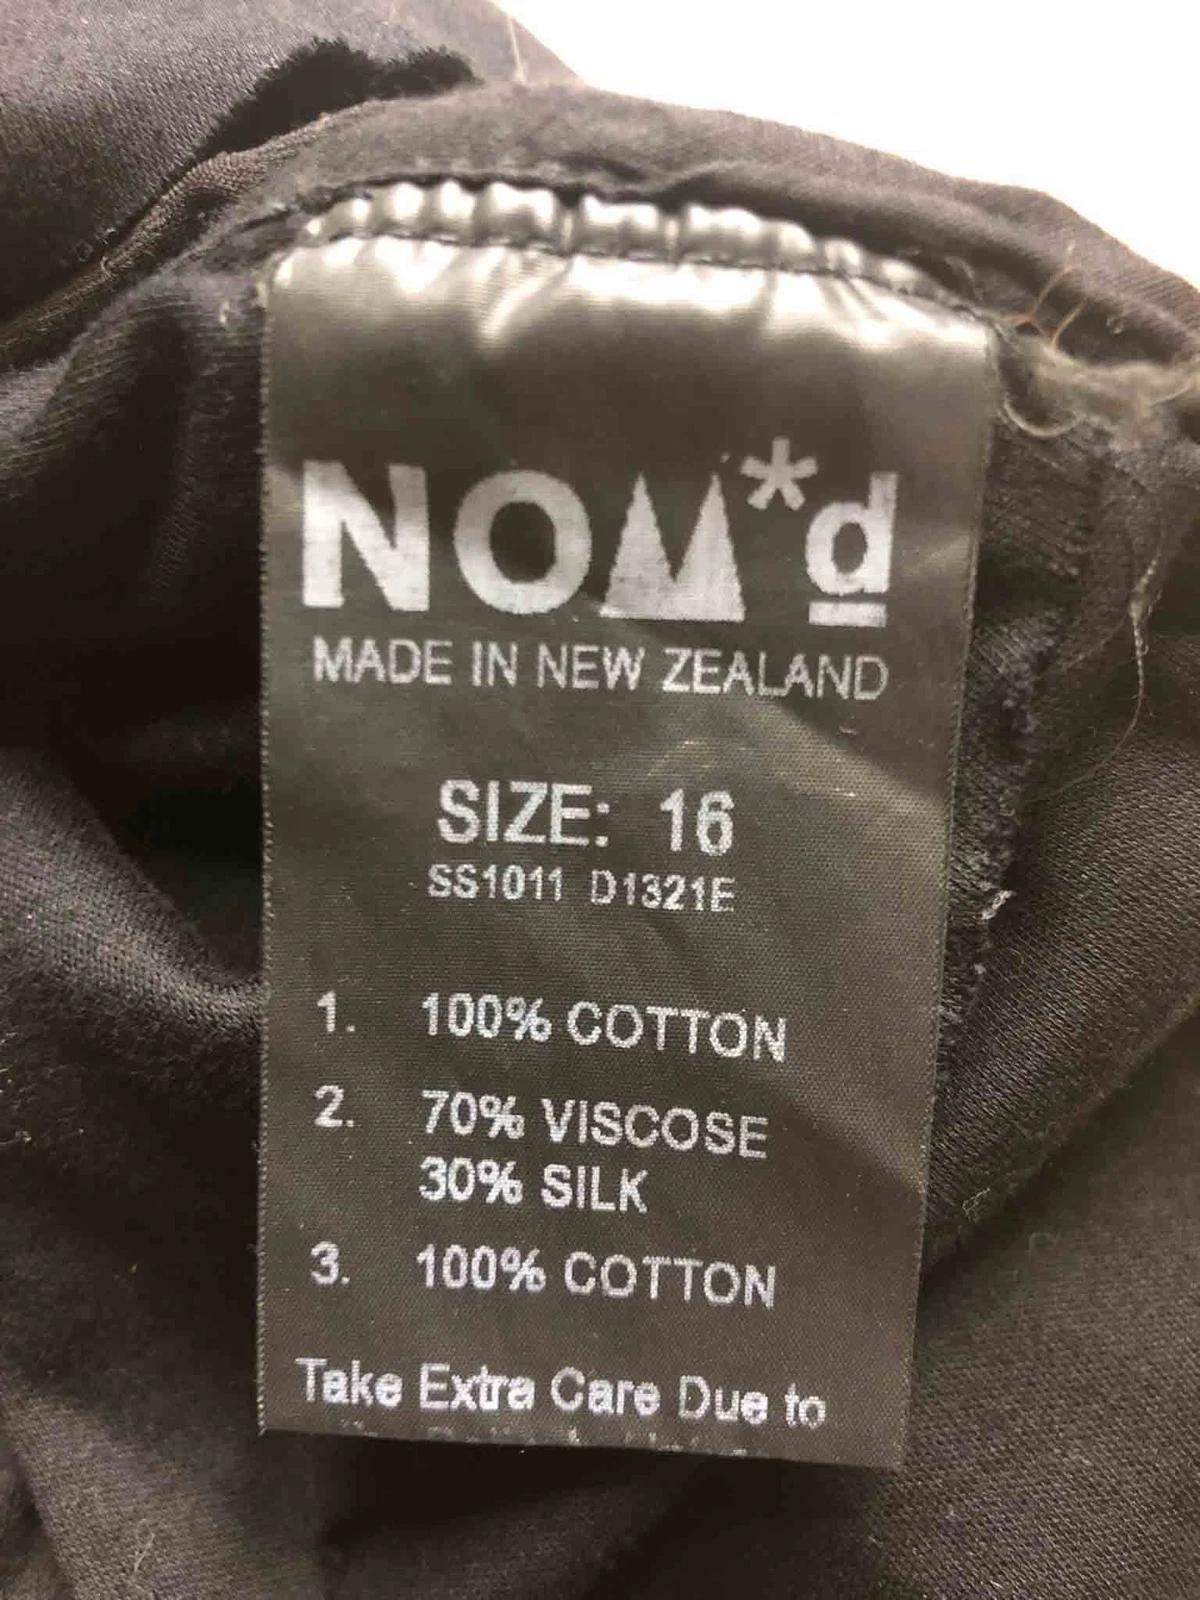 NOM*d
MADE IN NEW ZEALAND
SIZE: 16
SS1011 D1321E
1. 100% COTTON
2. 70% VISCOSE
30% SILK
3. 100% COTTON
Take Extra Care Due to